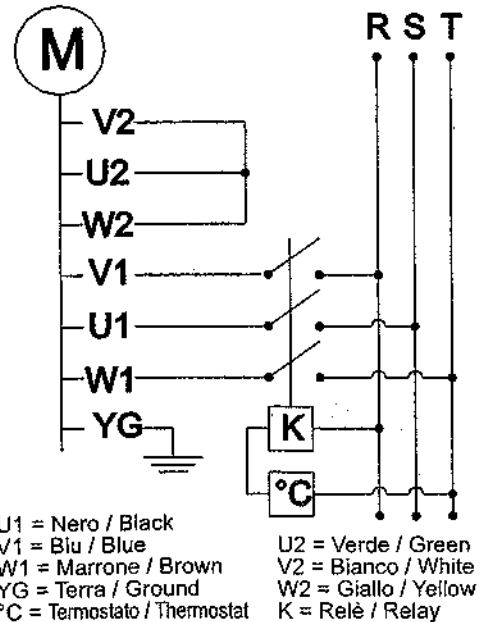 R S T
M
V2
U2
W2
V1
U1
W1
YG
K
°C
U1 = Nero / Black
V1 = Blu / Blue
W1 = Marrone / Brown
YG = Terra / Ground
°C = Termostato / Thermostat
U2 = Verde / Green
V2 = Bianco / White
W2 = Giallo / Yellow
K = Relè / Relay